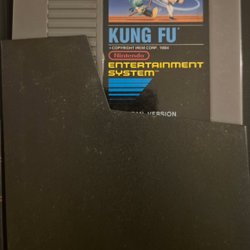 KUNG FU
© COPYRIGHT IREM CORP. 1984
Nintendo
ENTERTAINMENT
SYSTEM
VERSION